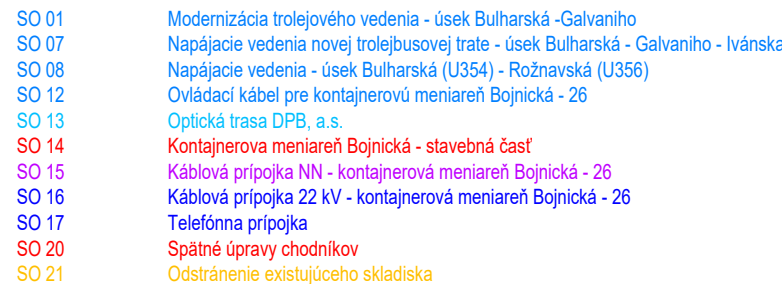 SO 01 Modernizácia trolejového vedenia - úsek Bulharská -Galvaniho
SO 07 Napájacie vedenia novej trolejbusovej trate - úsek Bulharská - Galvaniho - Ivánska
SO 08 Napájacie vedenia - úsek Bulharská (U354) - Rožnavská (U356)
SO 12 Ovládací kábel pre kontajnerovú meniareň Bojnická - 26
SO 13 Optická trasa DPB, a.s.
SO 14 Kontajnerova meniareň Bojnická - stavebná časť
SO 15 Káblová prípojka NN - kontajnerová meniareň Bojnická - 26
SO 16 Káblová prípojka 22 kV - kontajnerová meniareň Bojnická - 26
SO 17 Telefónna prípojka
SO 20 Spätné úpravy chodníkov
SO 21 Odstránenie existujúceho skladiska